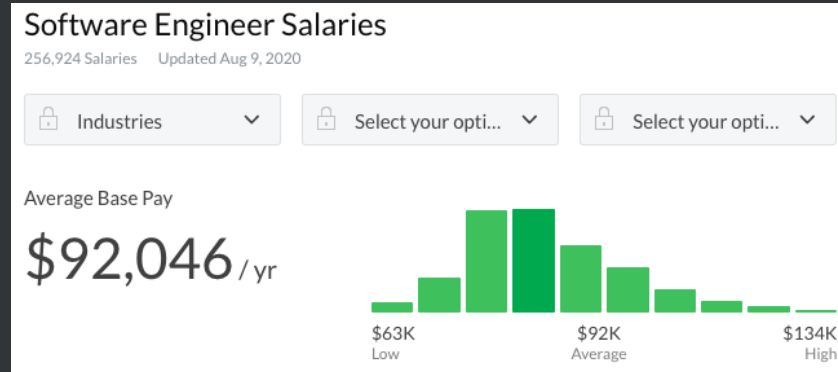 Software Engineer Salaries
256,924 Salaries Updated Aug 9, 2020
Industries Select your opti... Select your opti...
Average Base Pay
$92,046 / yr
$63K $92K $134K
Low Average High